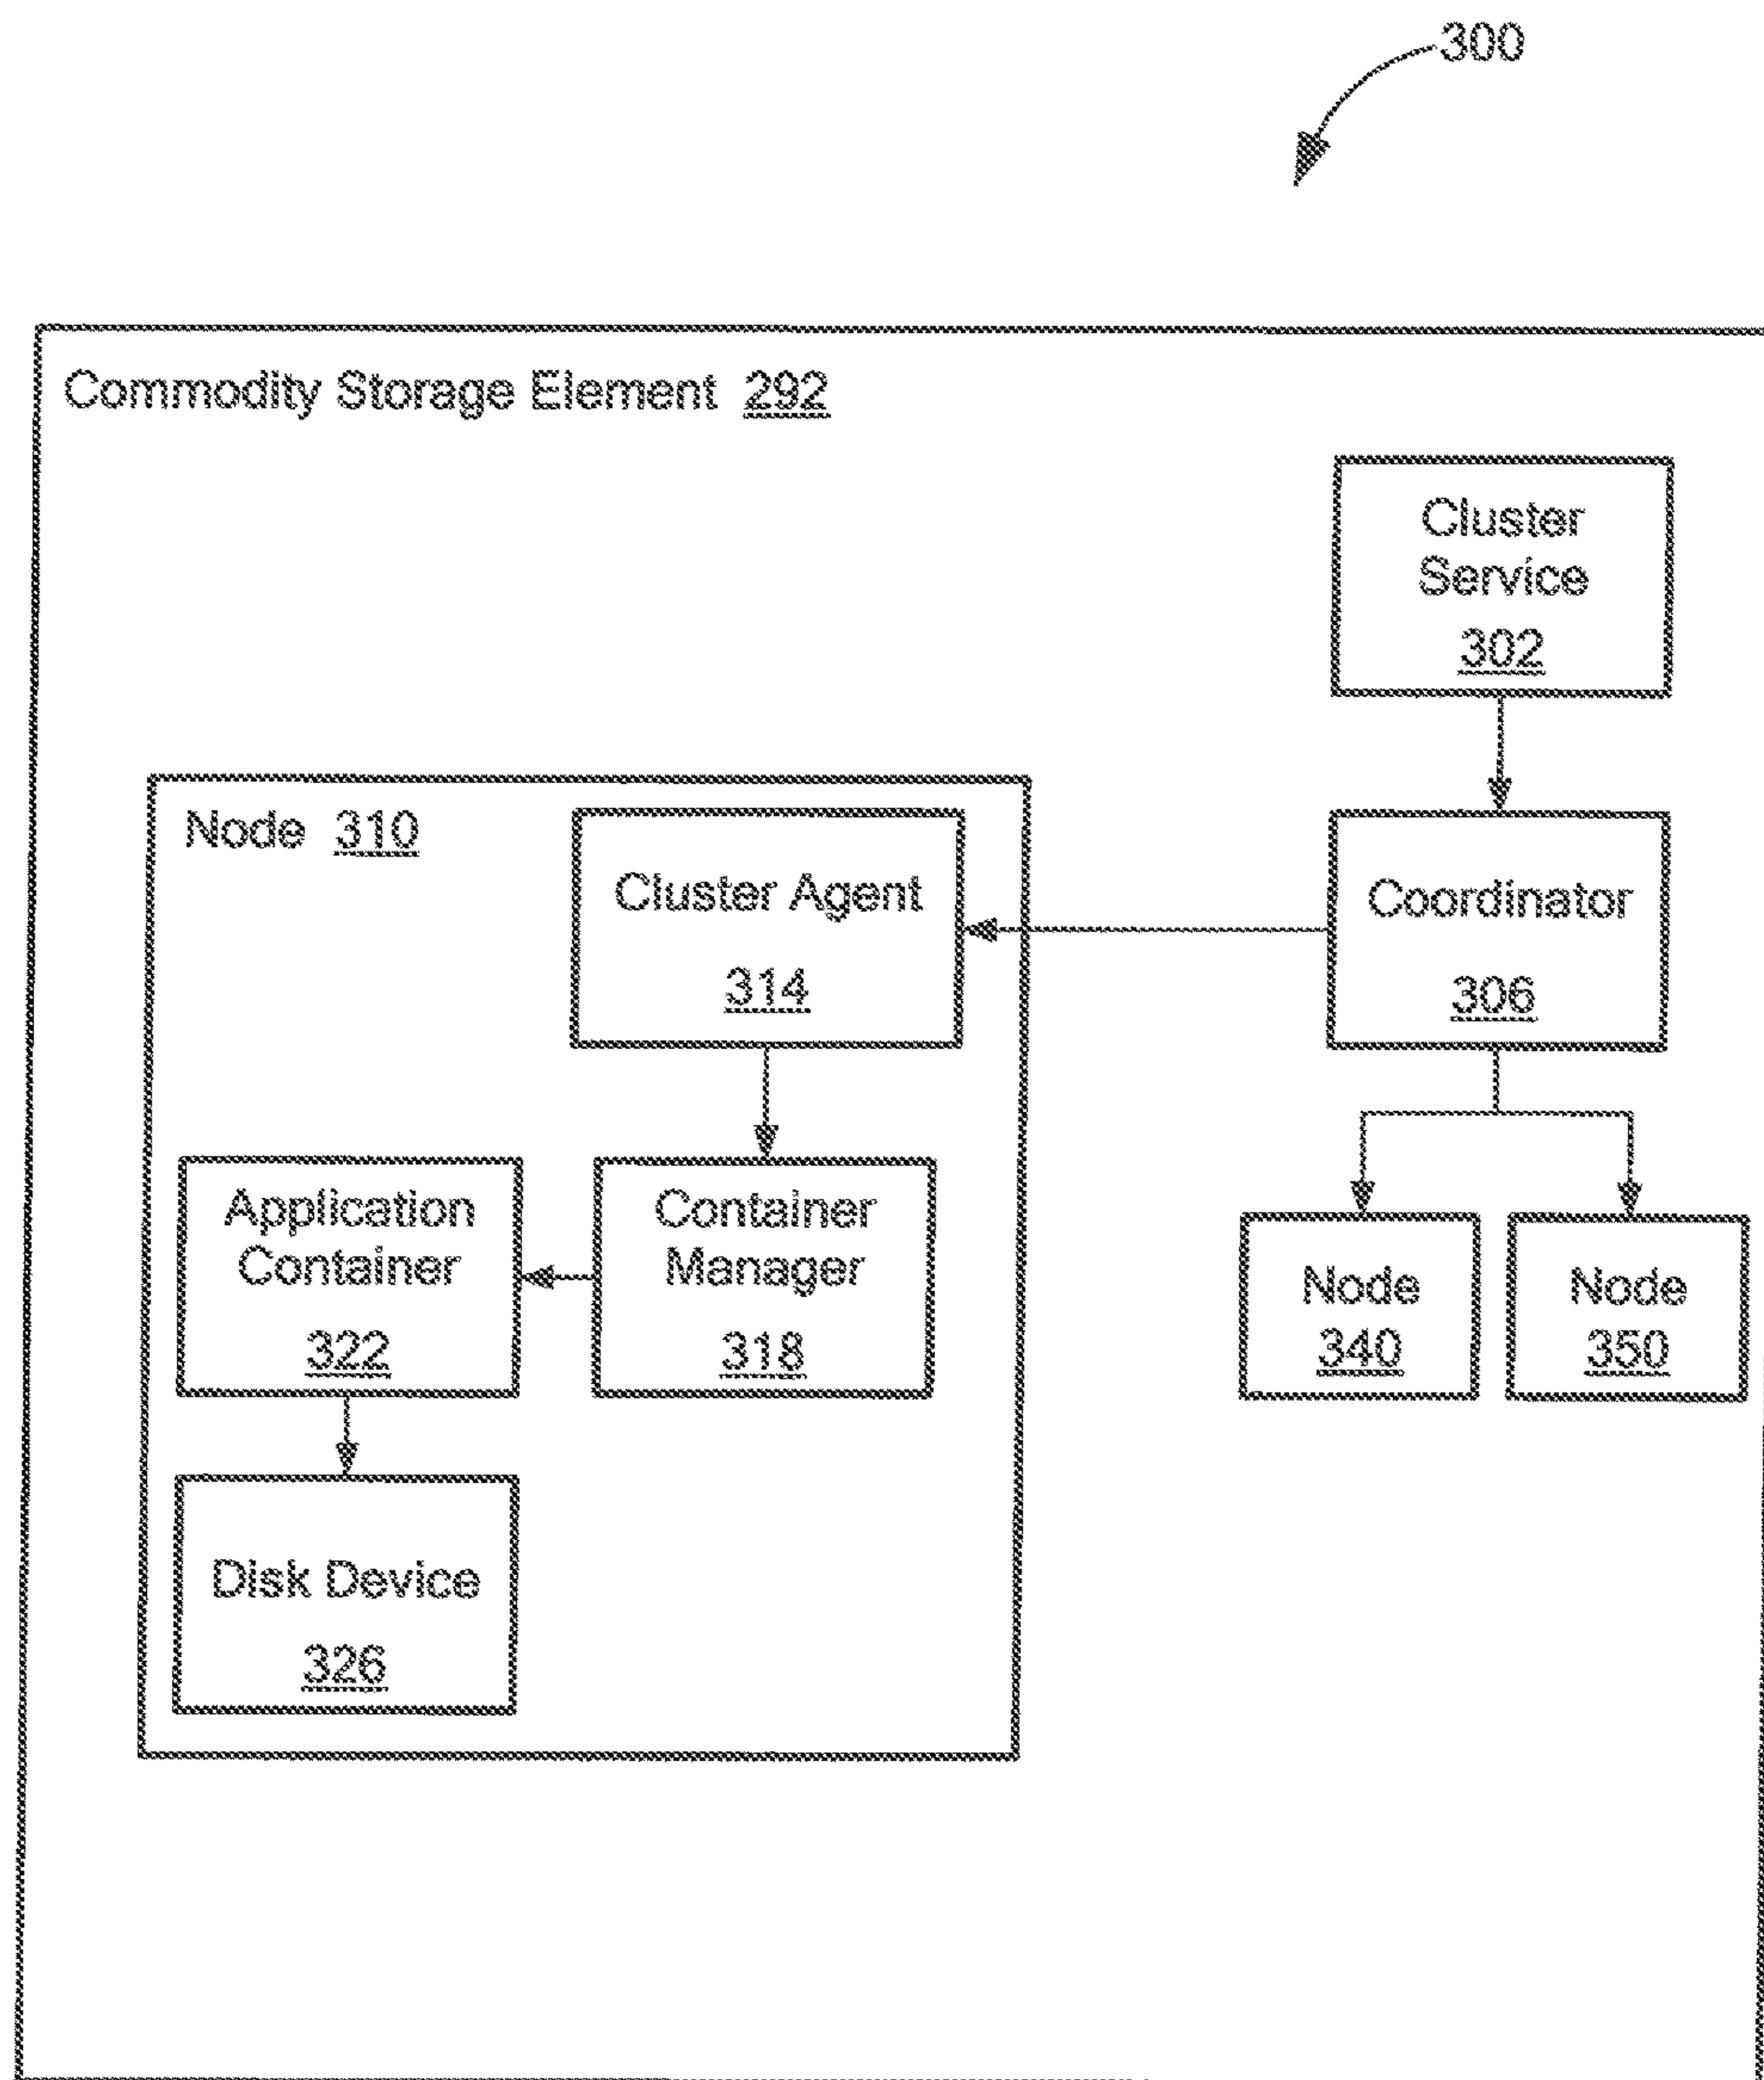 300
Commodity Storage Element 292
Cluster
Service
302
Node 310
Cluster Agent
314
Coordinator
306
Application
Container
322
Container
Manager
318
Node
340
Node
350
Disk Device
326